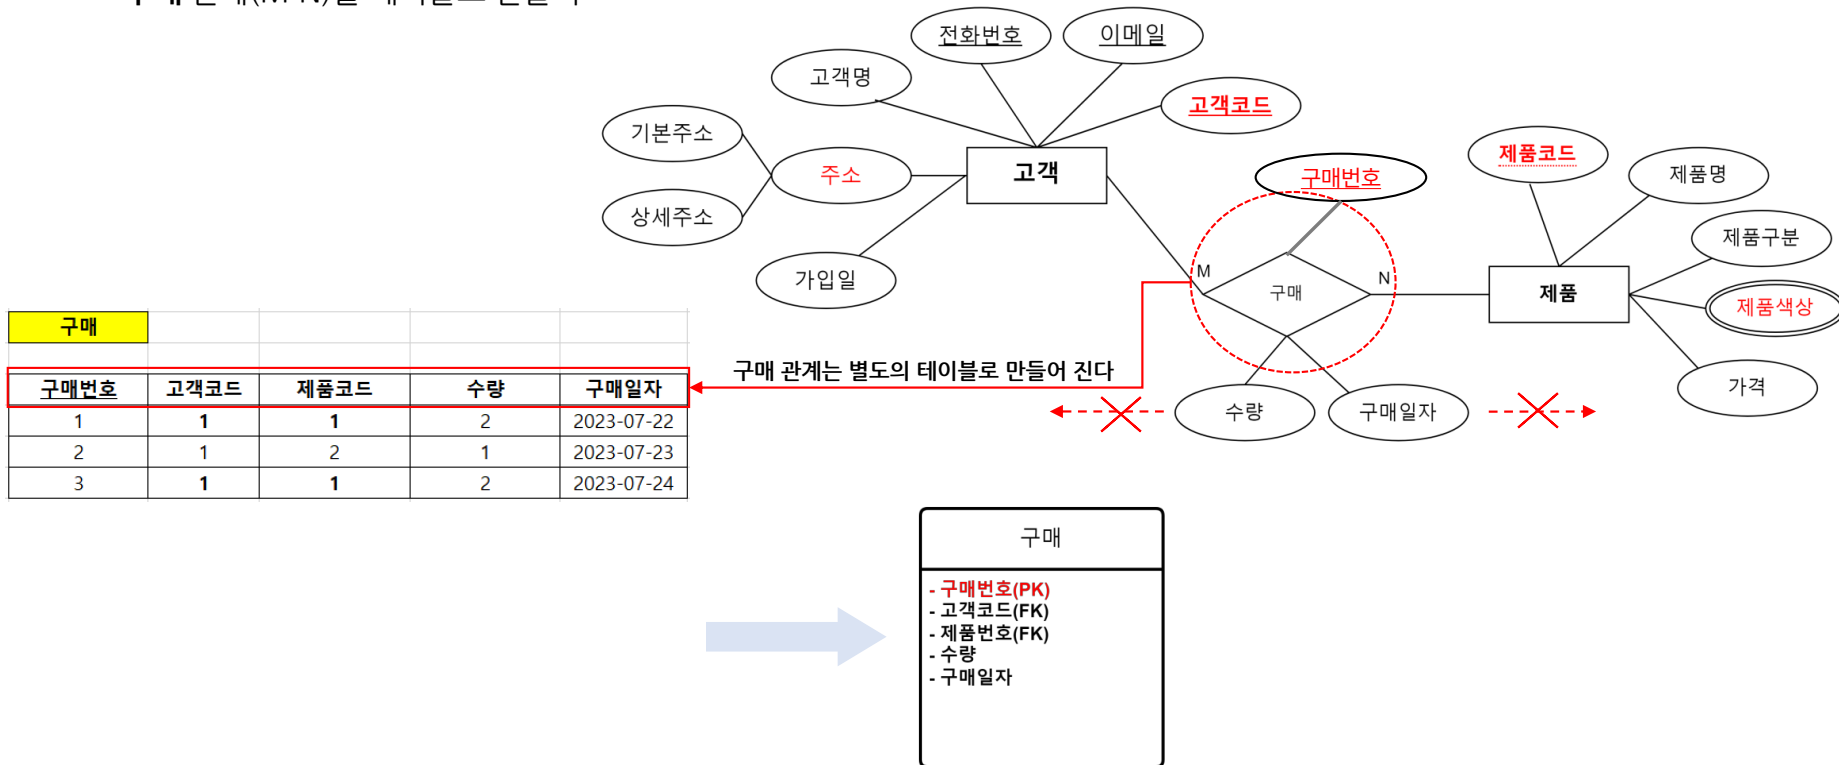 전화번호
이메일
고객명
고객코드
기본주소
주소
고객
상세주소
가입일
구매번호
제품코드
제품명
제품구분
제품색상
제품
가격
M
구매
N
수량
구매일자
구매 관계는 별도의 테이블로 만들어 진다
구매
구매번호 고객코드 제품코드 수량 구매일자
1 1 1 2 2023-07-22
2 1 2 1 2023-07-23
3 1 1 2 2023-07-24
구매
- 구매번호(PK)
- 고객코드(FK)
- 제품번호(FK)
- 수량
- 구매일자